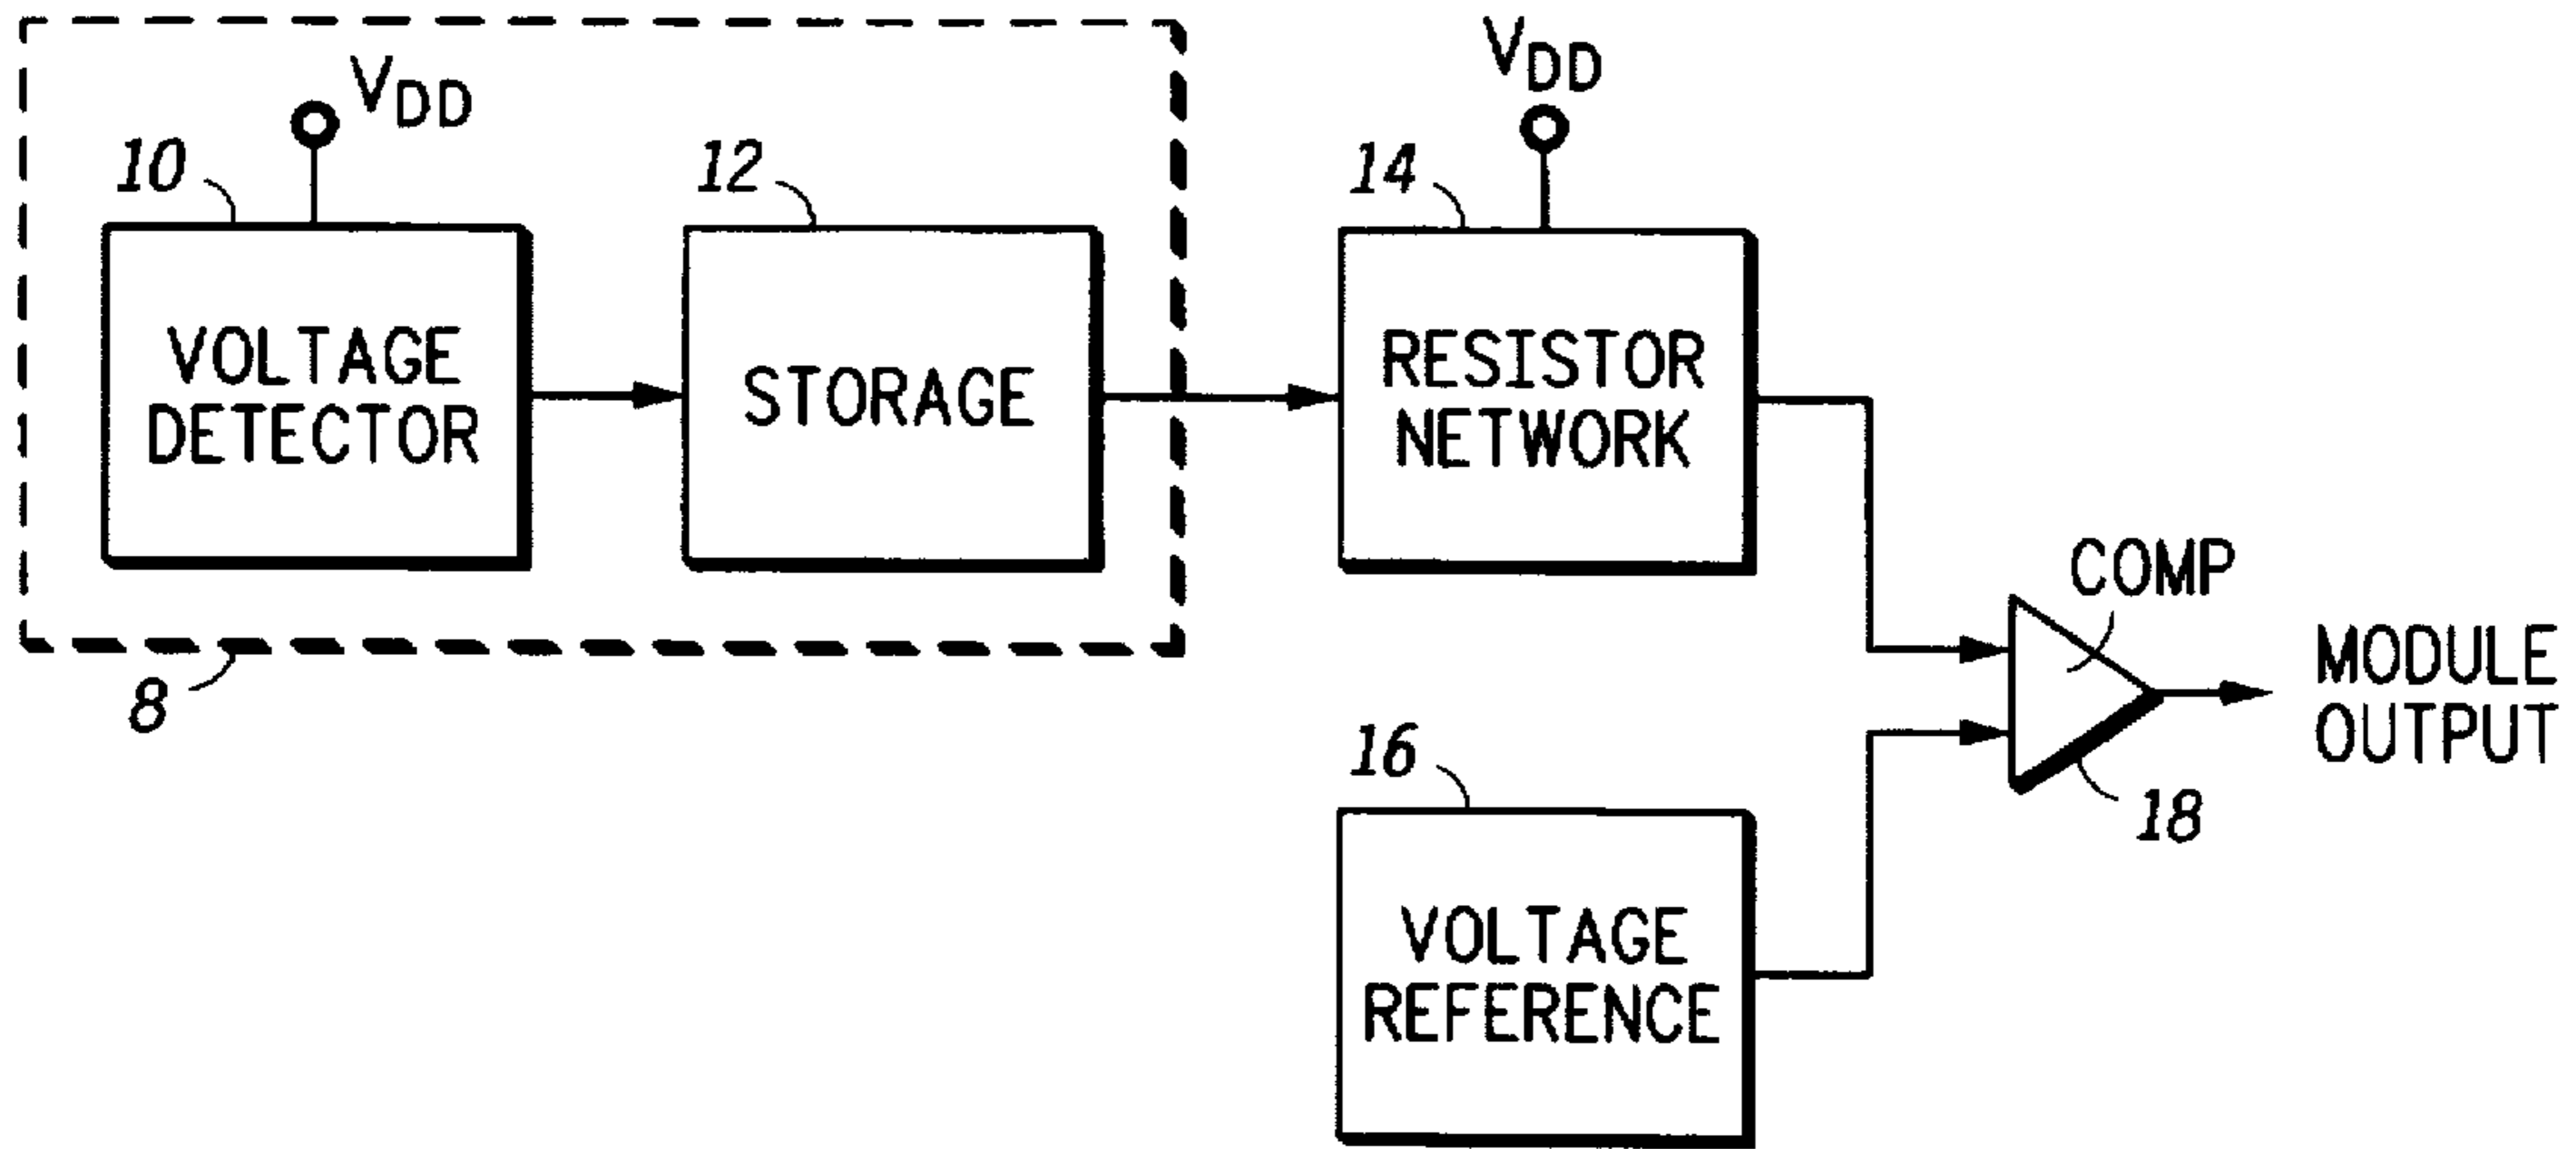 VDD
10
VOLTAGE
DETECTOR
12
STORAGE
8
VDD
14
RESISTOR
NETWORK
16
VOLTAGE
REFERENCE
COMP
18
MODULE
OUTPUT